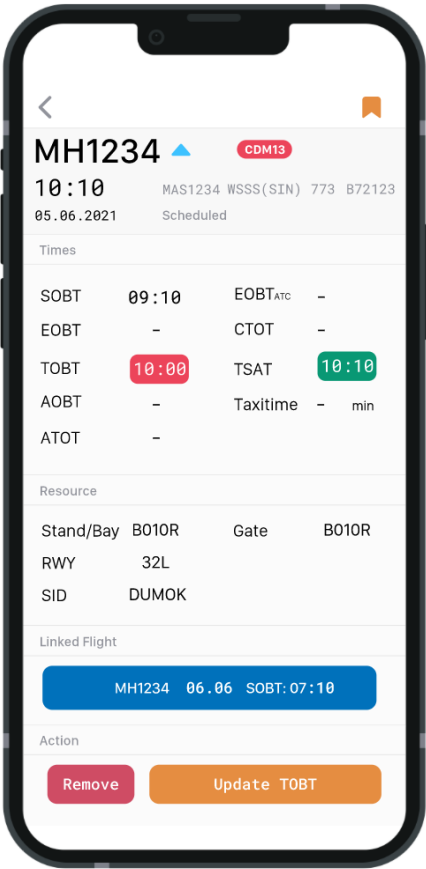 MH1234 CDM13
10:10 MAS1234 WSSS(SIN) 773 B72123
05.06.2021 Scheduled
Times
SOBT 09:10 EOBTATC -
EOBT - CTOT -
TOBT 10:00 TSAT 10:10
AOBT - Taxitime - min
ATOT -
Resource
Stand/Bay B010R Gate B010R
RWY 32L
SID DUMOK
Linked Flight
MH1234 06.06 SOBT: 07:10
Action
Remove Update TOBT